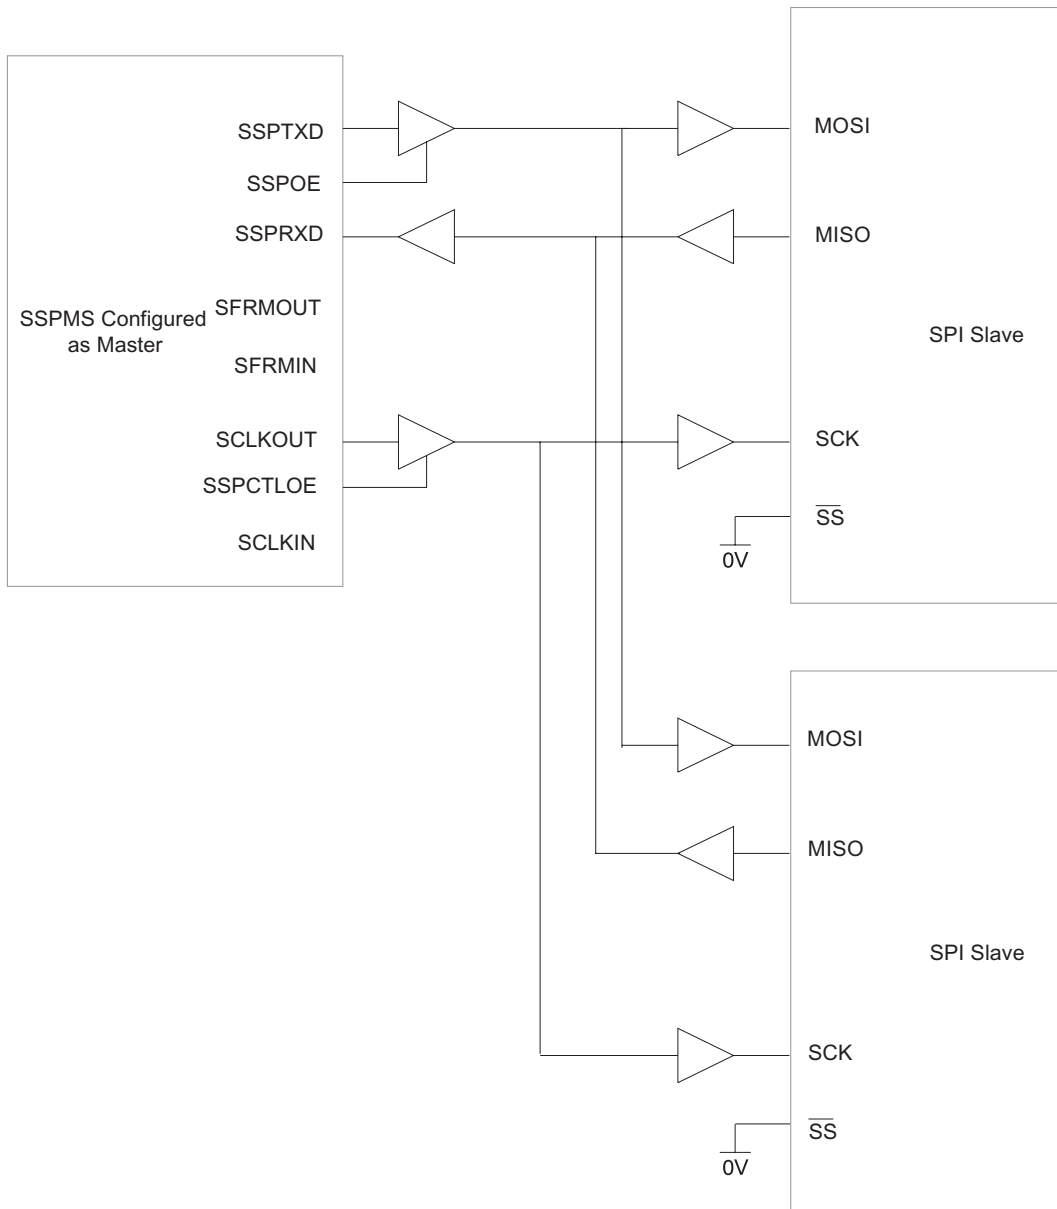 SSPTXD
SSPOE
SSPRXD
SFRMOUT
SSPMS Configured
as Master
SFRMIN
SCLKOUT
SSPCTLOE
SCLKIN
MOSI
MISO
SPI Slave
SCK
SS
0V
MOSI
MISO
SPI Slave
SCK
SS
0V